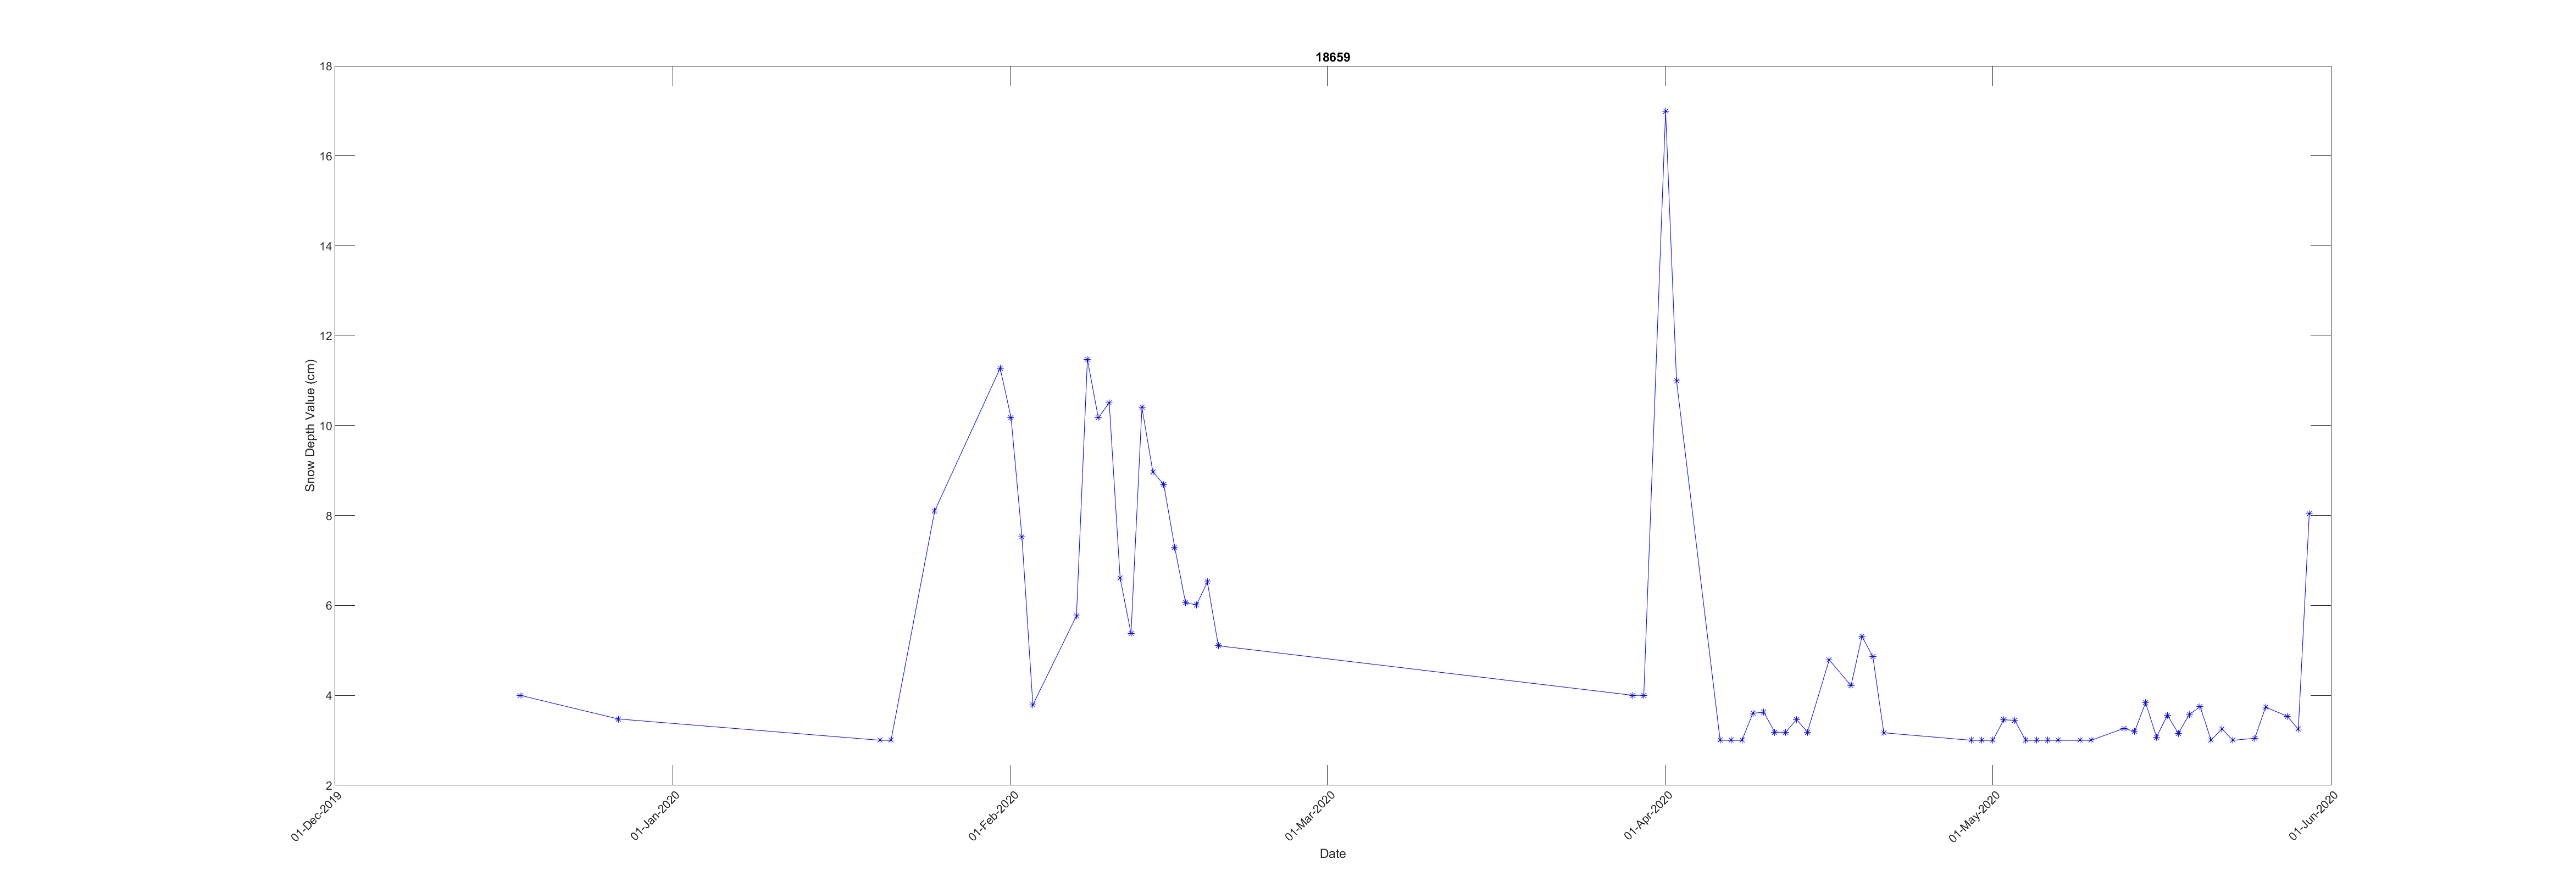 18659
18
16
14
12
10
8
6
4
2
Snow Depth Value (cm)
01-Dec-2019
01-Jan-2020
01-Feb-2020
01-Mar-2020
01-Apr-2020
01-May-2020
01-Jun-2020
Date